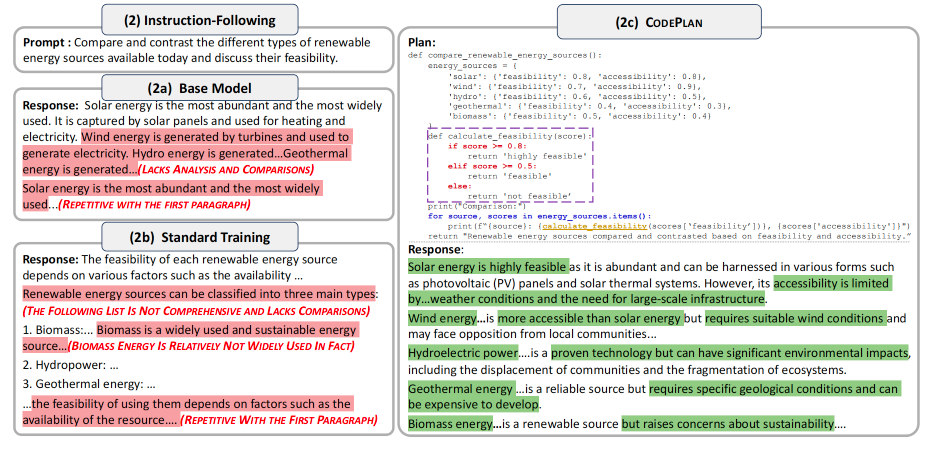 (2) Instruction-Following
Prompt : Compare and contrast the different types of renewable
energy sources available today and discuss their feasibility.
(2a) Base Model
Response: Solar energy is the most abundant and the most widely
used. It is captured by solar panels and used for heating and
electricity. Wind energy is generated by turbines and used to
generate electricity. Hydro energy is generated...Geothermal
energy is generated...(LACKS ANALYSIS AND COMPARISONS)
Solar energy is the most abundant and the most widely
used...(REPETITIVE WITH THE FIRST PARAGRAPH)
(2b) Standard Training
Response: The feasibility of each renewable energy source
depends on various factors such as the availability ...
Renewable energy sources can be classified into three main types:
(THE FOLLOWING LIST IS NOT COMPREHENSIVE AND LACKS COMPARISONS)
1. Biomass:... Biomass is a widely used and sustainable energy
source...(BIOMASS ENERGY IS RELATIVELY NOT WIDELY USED IN FACT)
2. Hydropower: ...
3. Geothermal energy: ...
...the feasibility of using them depends on factors such as the
availability of the resource.... (REPETITIVE WITH THE FIRST PARAGRAPH)
(2c) CODEPLAN
Plan:
def compare_renewable_energy_sources():
energy_sources = {
'solar': {'feasibility': 0.8, 'accessibility': 0.8},
'wind': {'feasibility': 0.7, 'accessibility': 0.9},
'hydro': {'feasibility': 0.6, 'accessibility': 0.5},
'geothermal': {'feasibility': 0.4, 'accessibility': 0.3},
'biomass': {'feasibility': 0.5, 'accessibility': 0.4}
}
def calculate_feasibility(score):
if score >= 0.8:
return 'highly feasible'
elif score >= 0.5:
return 'feasible'
else:
return 'not feasible'
print("Comparison:")
for source, scores in energy_sources.items():
print(f"{source}: {calculate_feasibility(scores['feasibility'])}, {scores['accessibility']}")
return "Renewable energy sources compared and contrasted based on feasibility and accessibility."
Response:
Solar energy is highly feasible as it is abundant and can be harnessed in various forms such
as photovoltaic (PV) panels and solar thermal systems. However, its accessibility is limited
by...weather conditions and the need for large-scale infrastructure.
Wind energy...is more accessible than solar energy but requires suitable wind conditions and
may face opposition from local communities...
Hydroelectric power....is a proven technology but can have significant environmental impacts,
including the displacement of communities and the fragmentation of ecosystems.
Geothermal energy ...is a reliable source but requires specific geological conditions and can
be expensive to develop.
Biomass energy...is a renewable source but raises concerns about sustainability....